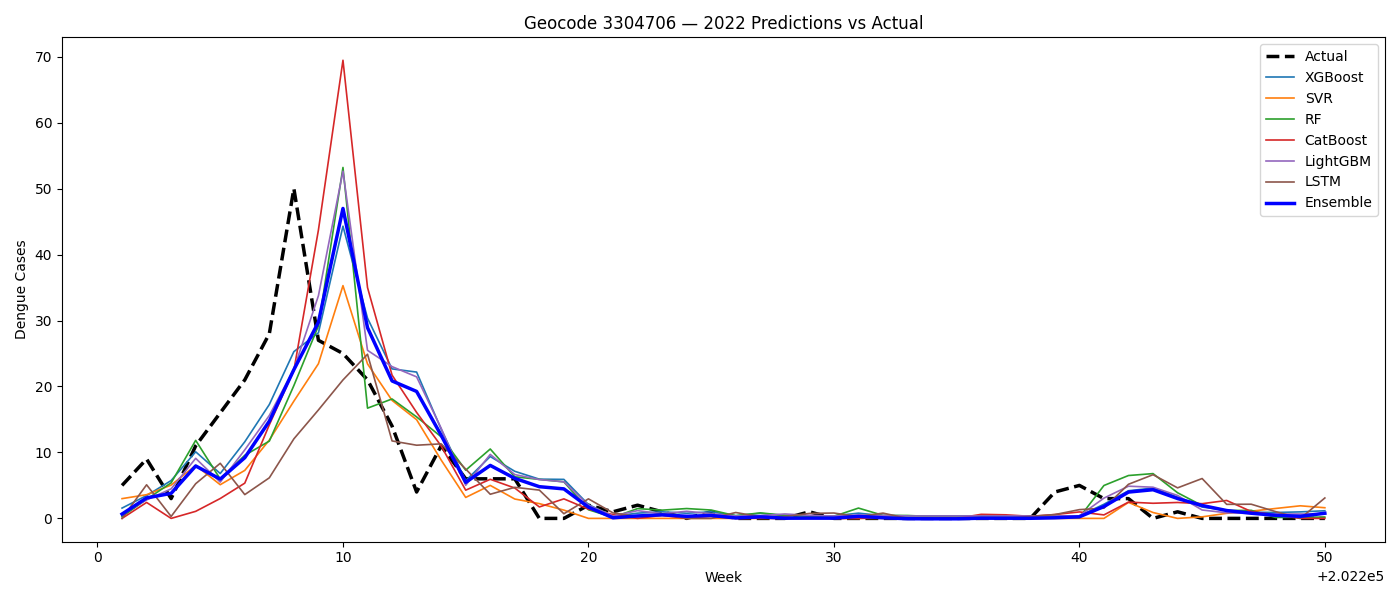 Geocode 3304706 — 2022 Predictions vs Actual
Dengue Cases
70
60
50
40
30
20
10
0
Actual
XGBoost
SVR
RF
CatBoost
LightGBM
LSTM
Ensemble
0 10 20 30 40 50
Week
+2.022e5